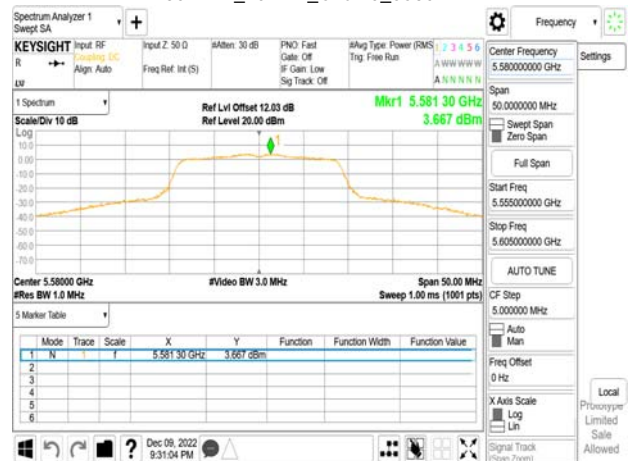 Spectrum Analyzer 1
Swept SA
Frequency
KEYSIGHT Input: RF Input Z: 50 Ω #Atten: 30 dB PNO: Fast #Avg Type: Power (RMS 1 2 3 4 5 6
R Coupling: DC Gate: Off Trig: Free Run A W W W W W
Align: Auto Freq Ref: Int (S) IF Gain: Low
Sig Track: Off A N N N N N
1 Spectrum Ref Lvl Offset 12.03 dB Mkr1 5.581 30 GHz
Scale/Div 10 dB Ref Level 20.00 dBm 3.667 dBm
Log
10.0
0.00
-10.0
-20.0
-30.0
-40.0
-50.0
-60.0
-70.0
1
Center 5.58000 GHz #Video BW 3.0 MHz Span 50.00 MHz
#Res BW 1.0 MHz Sweep 1.00 ms (1001 pts)
5 Marker Table
Mode Trace Scale X Y Function Function Width Function Value
1 N 1 f 5.581 30 GHz 3.667 dBm
2
3
4
5
6
Dec 09, 2022
9:31:04 PM
Center Frequency
5.580000000 GHz
Settings
Span
50.0000000 MHz
Swept Span
Zero Span
Full Span
Start Freq
5.555000000 GHz
Stop Freq
5.605000000 GHz
AUTO TUNE
CF Step
5.000000 MHz
Auto
Man
Freq Offset
0 Hz
X Axis Scale
Log
Lin
Signal Track
(Span Zoom)
Local
Prototype
Limited
Sale
Allowed